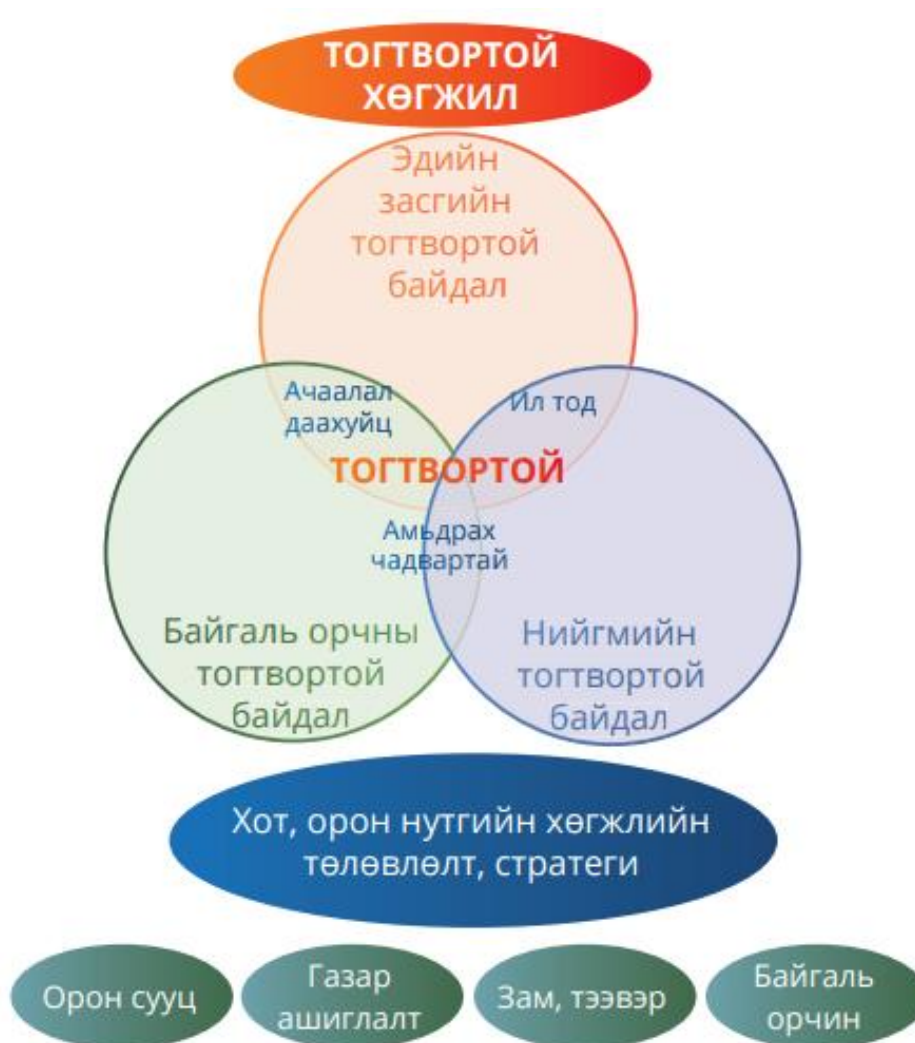 ТОГТВОРТОЙ
ХӨГЖИЛ
Эдийн
засгийн
тогтвортой
байдал
Ачаалал
даахуйц
Ил тод
ТОГТВОРТОЙ
Амьдрах
чадвартай
Байгаль орчны
тогтвортой
байдал
Нийгмийн
тогтвортой
байдал
Хот, орон нутгийн хөгжлийн
төлөвлөлт, стратеги
Орон сууц
Газар
ашиглалт
Зам, тээвэр
Байгаль
орчин